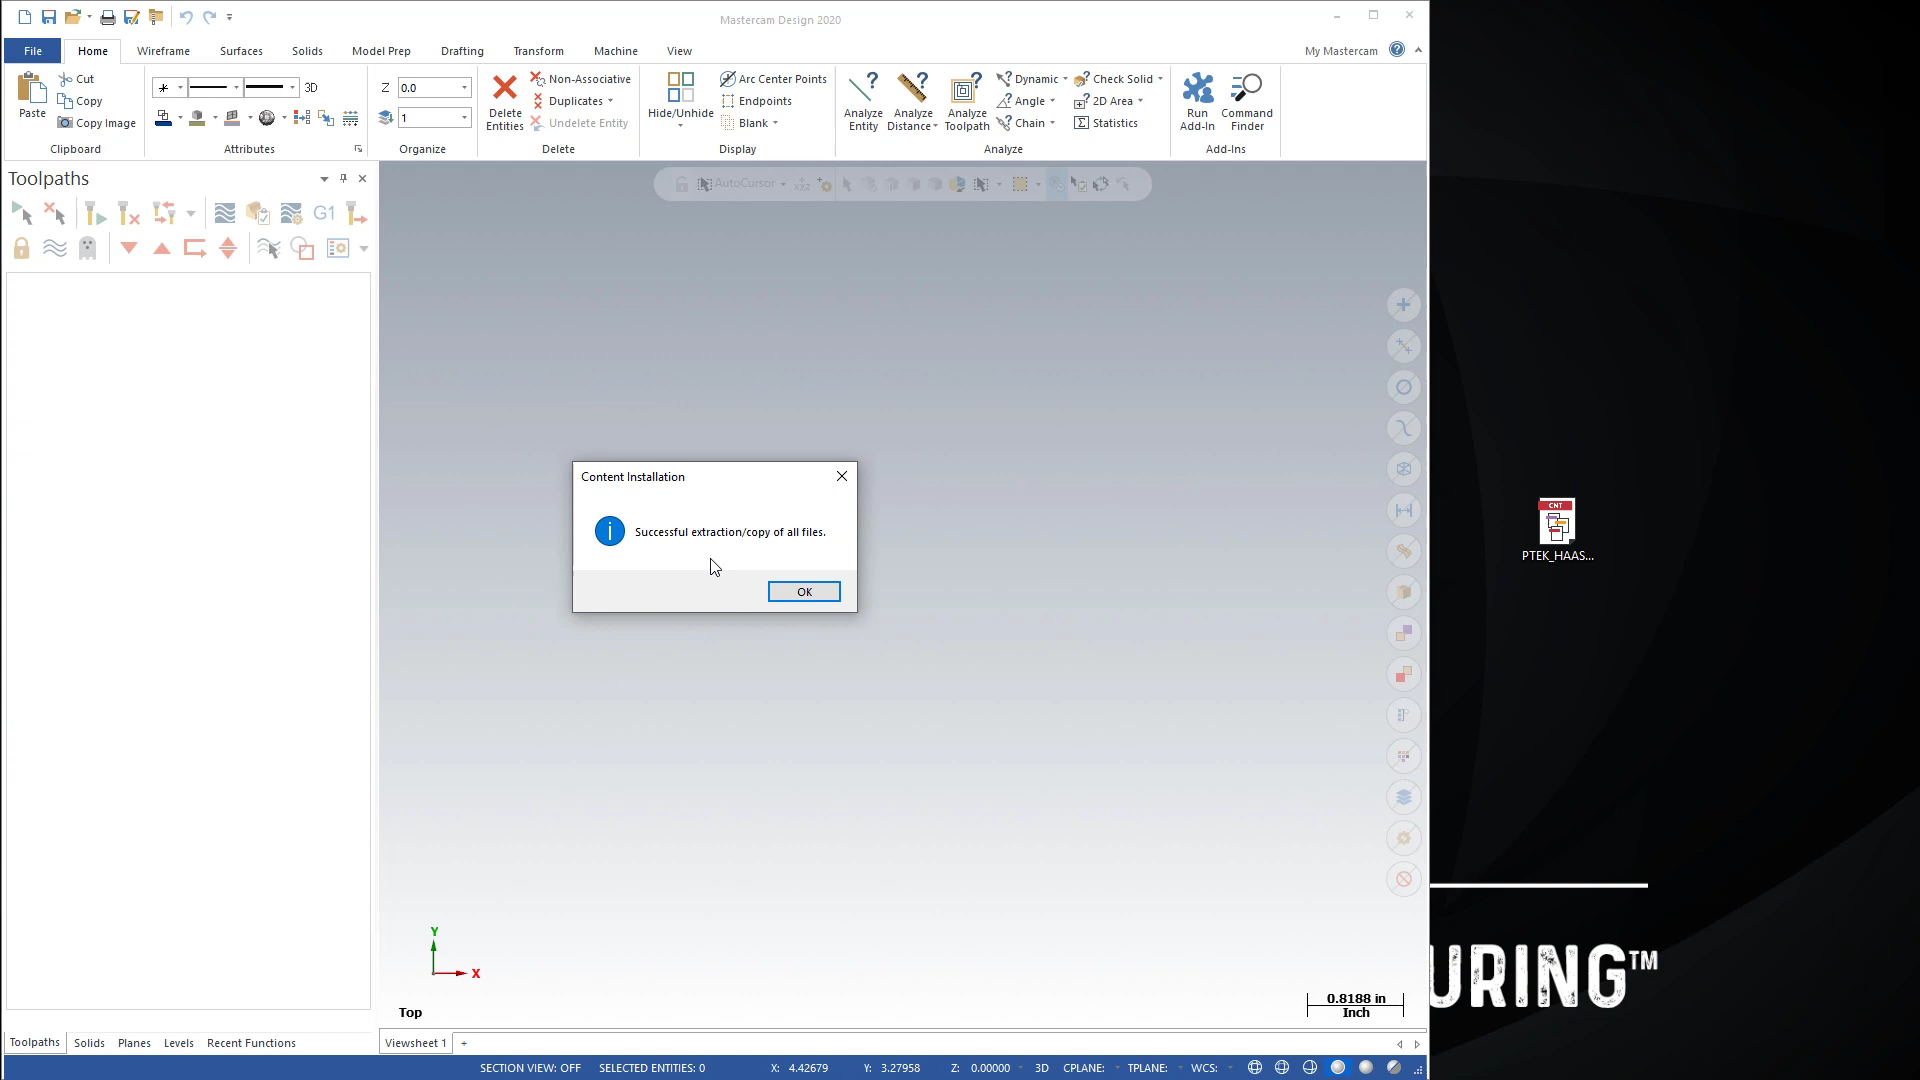 Mastercam Design 2020
File Home Wireframe Surfaces Solids Model Prep Drafting Transform Machine View My Mastercam
Paste
Cut
Copy
Copy Image
Clipboard
3D
Attributes
Z 0.0
1
Organize
Delete
Entities
Non-Associative
Duplicates
Undelete Entity
Delete
Hide/Unhide
Arc Center Points
Endpoints
Blank
Display
Analyze
Entity
Analyze
Distance
Analyze
Toolpath
Dynamic
Angle
Chain
Check Solid
2D Area
Statistics
Analyze
Run
Add-In
Command
Finder
Add-Ins
Toolpaths
G1
AutoCursor
XYZ
Content Installation
Successful extraction/copy of all files.
OK
CNT
PTEK_HAAS...
URING™
Y
X
Top
0.8188 in
Inch
Toolpaths Solids Planes Levels Recent Functions
Viewsheet 1 +
SECTION VIEW: OFF SELECTED ENTITIES: 0 X: 4.42679 Y: 3.27958 Z: 0.00000 3D CPLANE: TPLANE: WCS: